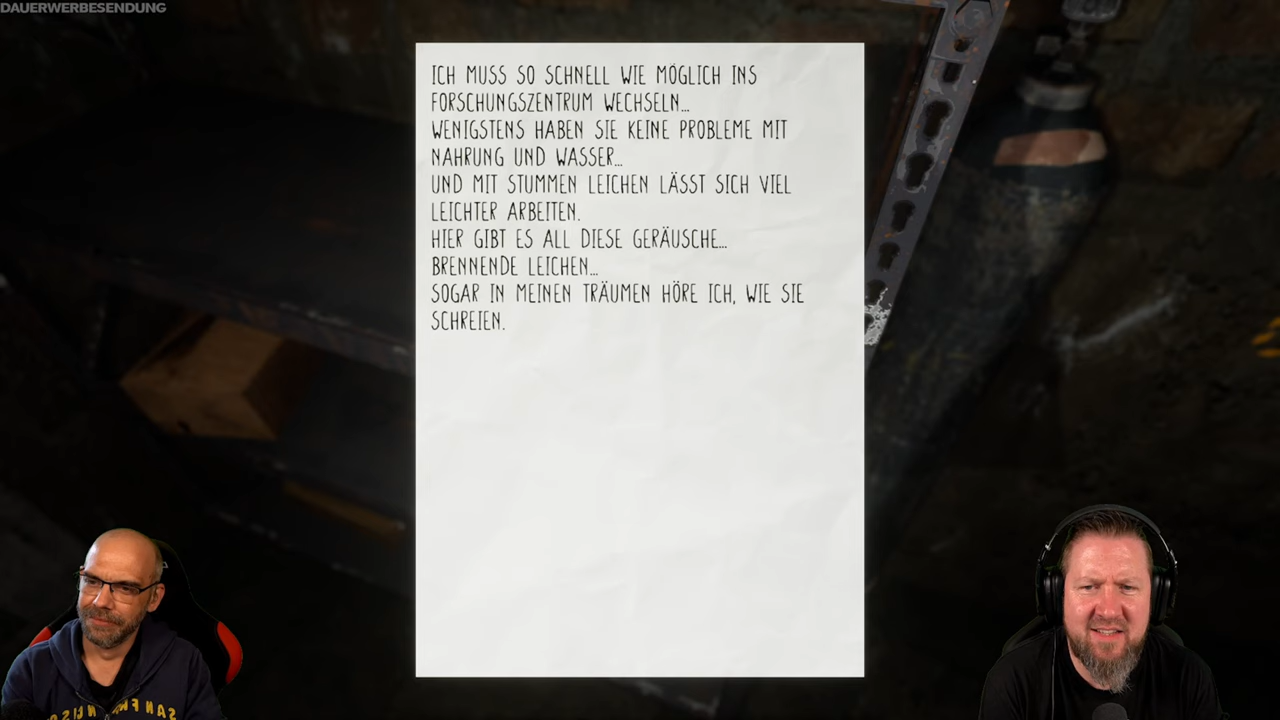 DAUERWERBESENDUNG
ICH MUSS SO SCHNELL WIE MÖGLICH INS
FORSCHUNGSZENTRUM WECHSELN...
WENIGSTENS HABEN SIE KEINE PROBLEME MIT
NAHRUNG UND WASSER...
UND MIT STUMMEN LEICHEN LÄSST SICH VIEL
LEICHTER ARBEITEN.
HIER GIBT ES ALL DIESE GERÄUSCHE...
BRENNENDE LEICHEN...
SOGAR IN MEINEN TRÄUMEN HÖRE ICH, WIE SIE
SCHREIEN.